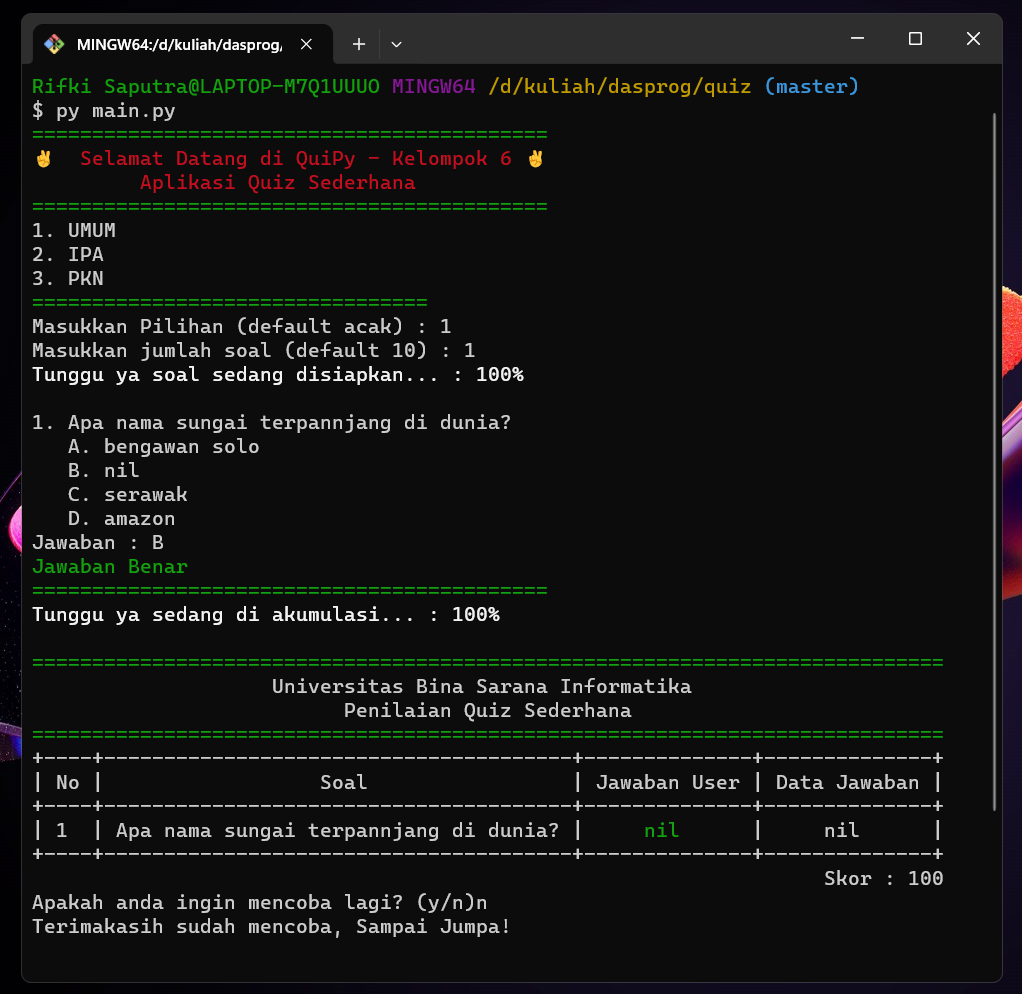 MINGW64:/d/kuliah/dasprog/
Rifki Saputra@LAPTOP-M7Q1UUUO MINGW64 /d/kuliah/dasprog/quiz (master)
$ py main.py
===========================================
✌ Selamat Datang di QuiPy - Kelompok 6 ✌
Aplikasi Quiz Sederhana
===========================================
1. UMUM
2. IPA
3. PKN
=================================
Masukkan Pilihan (default acak) : 1
Masukkan jumlah soal (default 10) : 1
Tunggu ya soal sedang disiapkan... : 100%
1. Apa nama sungai terpannjang di dunia?
A. bengawan solo
B. nil
C. serawak
D. amazon
Jawaban : B
Jawaban Benar
===========================================
Tunggu ya sedang di akumulasi... : 100%
============================================================================
Universitas Bina Sarana Informatika
Penilaian Quiz Sederhana
============================================================================
+----+---------------------------------------+--------------+--------------+
| No | Soal | Jawaban User | Data Jawaban |
+----+---------------------------------------+--------------+--------------+
| 1 | Apa nama sungai terpannjang di dunia? | nil | nil |
+----+---------------------------------------+--------------+--------------+
Skor : 100
Apakah anda ingin mencoba lagi? (y/n)n
Terimakasih sudah mencoba, Sampai Jumpa!